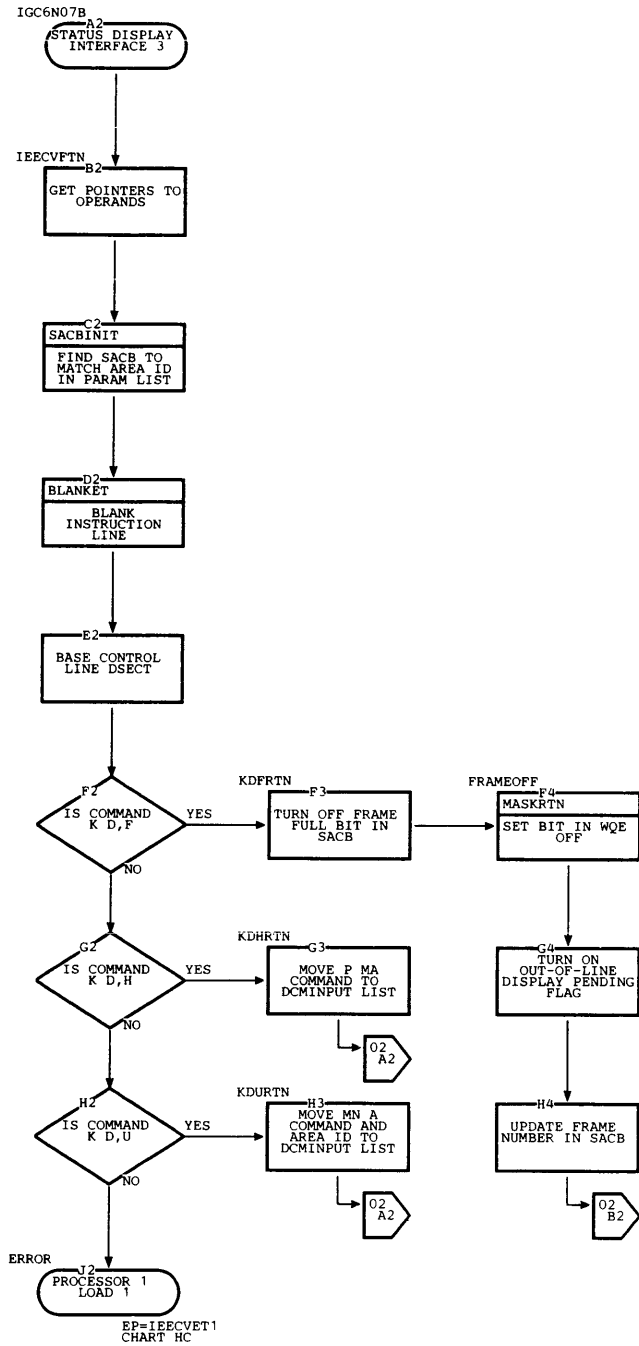 IGC6N07B
A2
STATUS DISPLAY
INTERFACE 3
IEECVFTN
B2
GET POINTERS TO
OPERANDS
C2
SACBINIT
FIND SACB TO
MATCH AREA ID
IN PARAM LIST
D2
BLANKET
BLANK
INSTRUCTION
LINE
E2
BASE CONTROL
LINE DSECT
F2
IS COMMAND
K D,F
YES
NO
KDFRTN
F3
TURN OFF FRAME
FULL BIT IN
SACB
FRAMEOFF
F4
MASKRTN
SET BIT IN WQE
OFF
G2
IS COMMAND
K D,H
YES
NO
KDHRTN
G3
MOVE P MA
COMMAND TO
DCMINPUT LIST
02
A2
G4
TURN ON
OUT-OF-LINE
DISPLAY PENDING
FLAG
H2
IS COMMAND
K D,U
YES
NO
KDURTN
H3
MOVE MN A
COMMAND AND
AREA ID TO
DCMINPUT LIST
02
A2
H4
UPDATE FRAME
NUMBER IN SACB
02
B2
ERROR
J2
PROCESSOR 1
LOAD 1
EP=IEECVET1
CHART HC